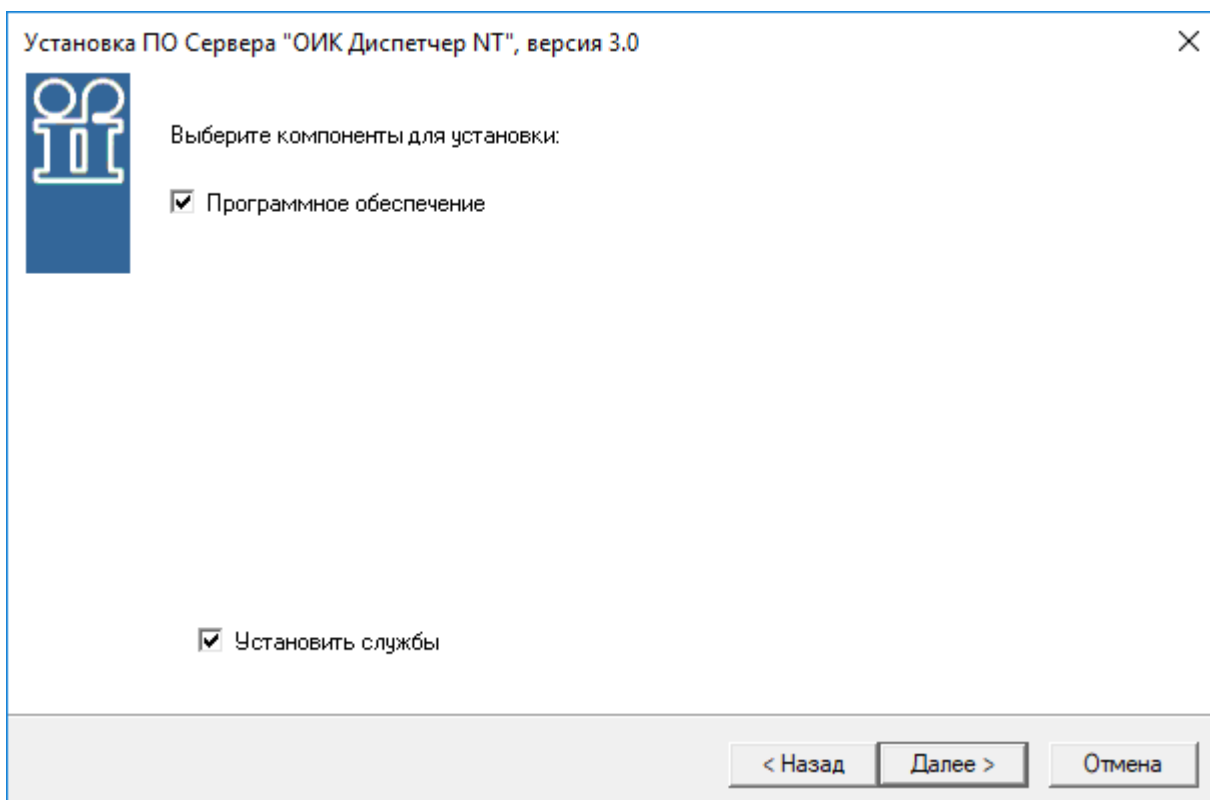 Установка ПО Сервера "ОИК Диспетчер NT", версия 3.0
Выберите компоненты для установки:
Программное обеспечение
Установить службы
< Назад
Далее >
Отмена